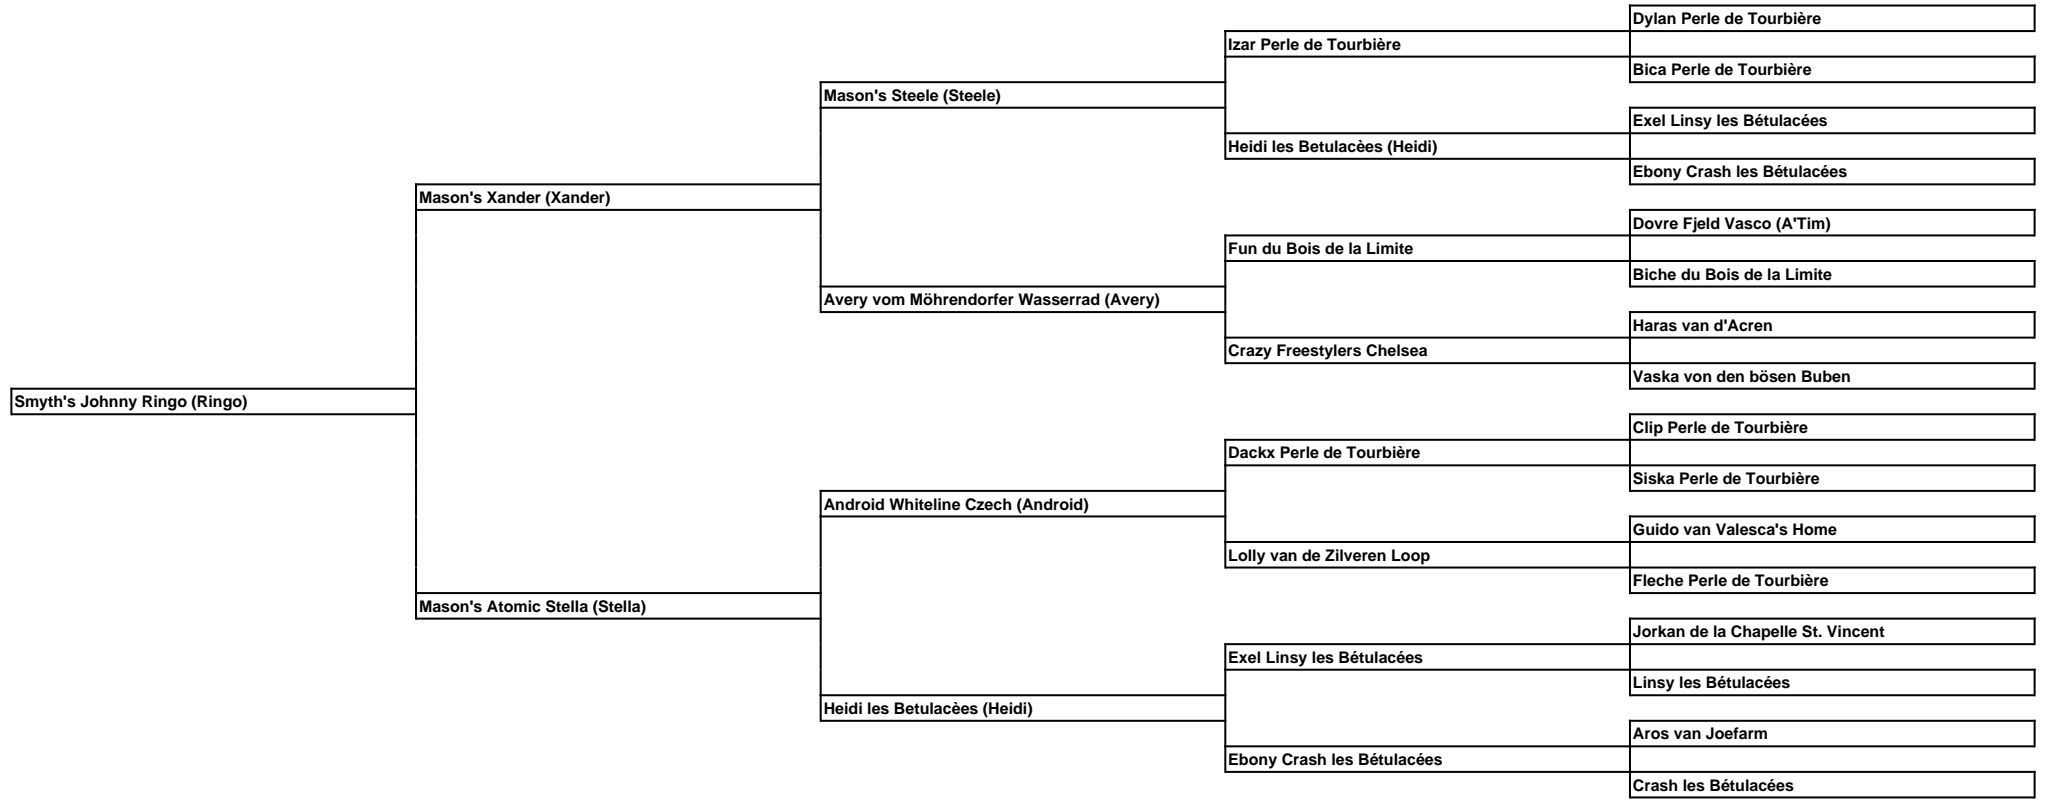 Dylan Perle de Tourbière
Izar Perle de Tourbière
Bica Perle de Tourbière
Mason's Steele (Steele)
Exel Linsy les Bétulacées
Heidi les Betulacèes (Heidi)
Ebony Crash les Bétulacées
Mason's Xander (Xander)
Dovre Fjeld Vasco (A'Tim)
Fun du Bois de la Limite
Biche du Bois de la Limite
Avery vom Möhrendorfer Wasserrad (Avery)
Haras van d'Acren
Crazy Freestylers Chelsea
Vaska von den bösen Buben
Smyth's Johnny Ringo (Ringo)
Clip Perle de Tourbière
Dackx Perle de Tourbière
Siska Perle de Tourbière
Android Whiteline Czech (Android)
Guido van Valesca's Home
Lolly van de Zilveren Loop
Fleche Perle de Tourbière
Mason's Atomic Stella (Stella)
Jorkan de la Chapelle St. Vincent
Exel Linsy les Bétulacées
Linsy les Bétulacées
Heidi les Betulacèes (Heidi)
Aros van Joefarm
Ebony Crash les Bétulacées
Crash les Bétulacées